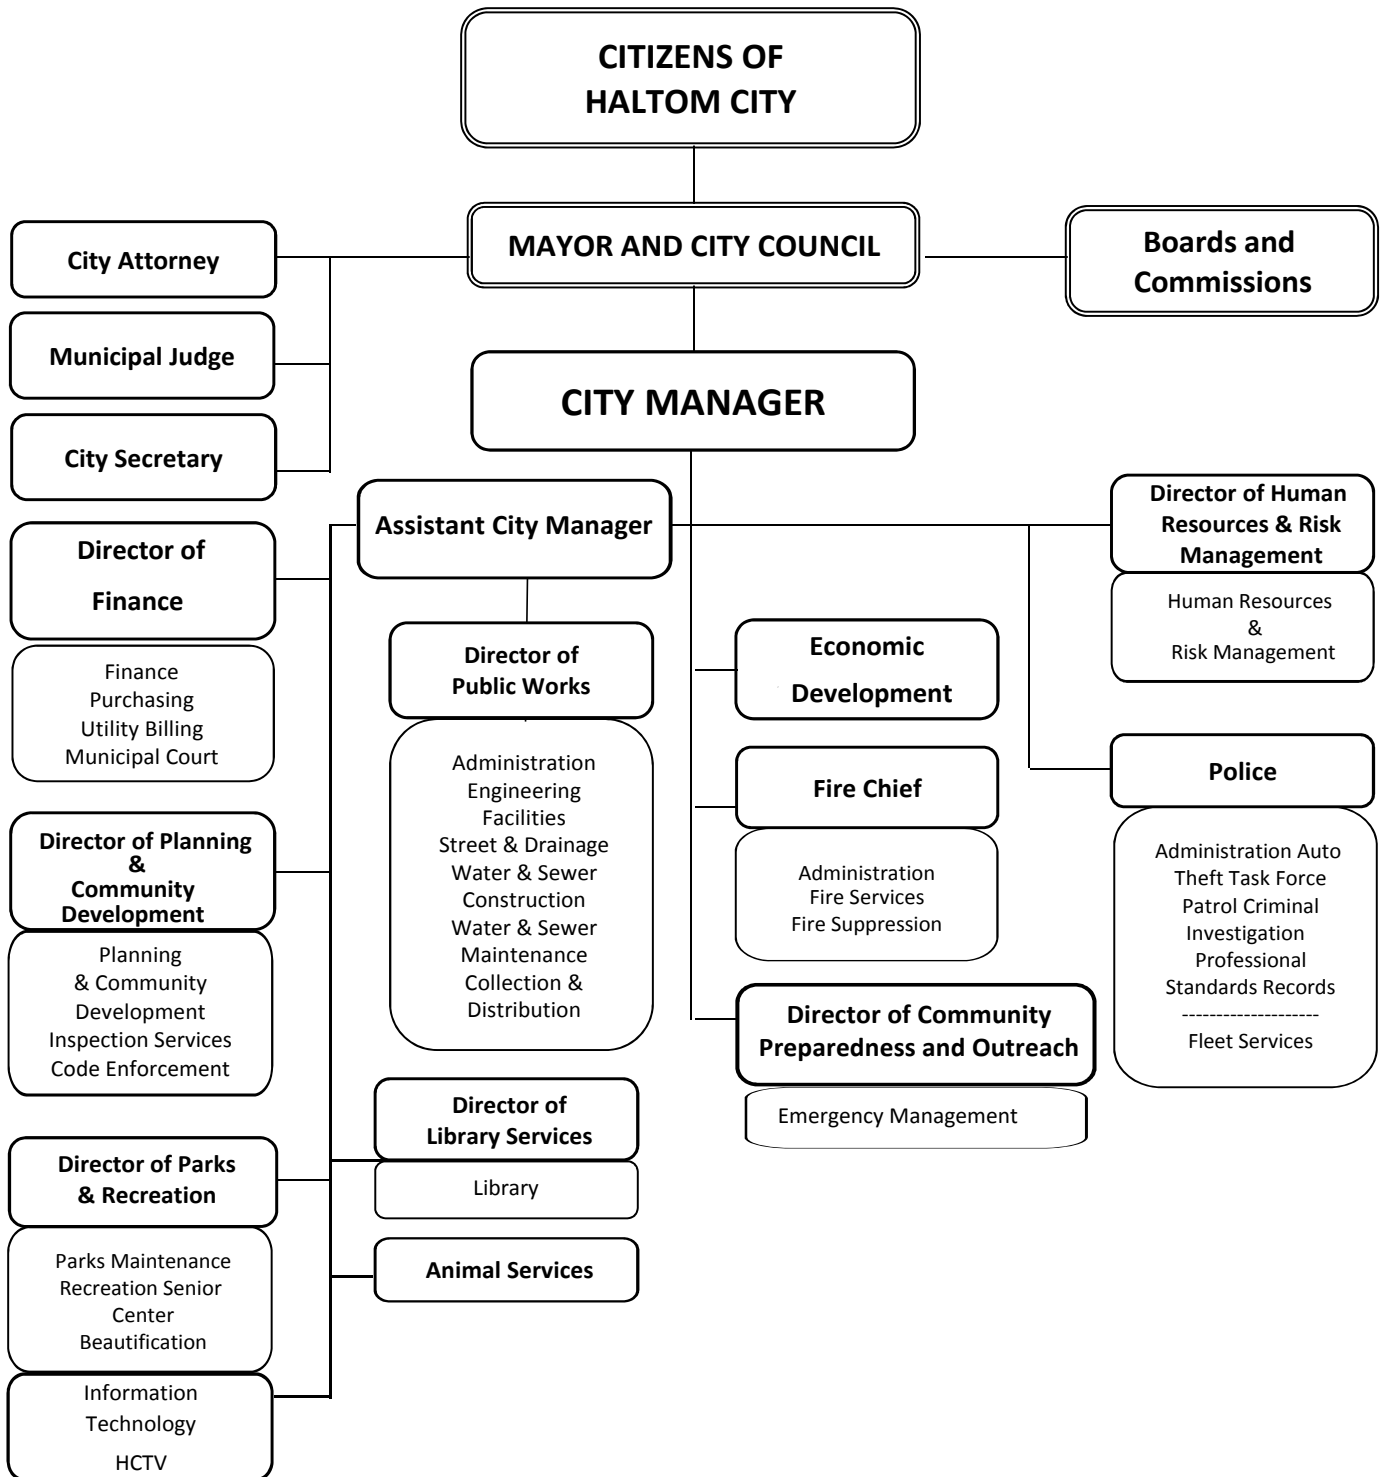 CITIZENS OF
HALTOM CITY
MAYOR AND CITY COUNCIL
Boards and
Commissions
City Attorney
Municipal Judge
City Secretary
CITY MANAGER
Assistant City Manager
Director of
Finance
Finance
Purchasing
Utility Billing
Municipal Court
Director of Planning
&
Community
Development
Planning
& Community
Development
Inspection Services
Code Enforcement
Director of Parks
& Recreation
Parks Maintenance
Recreation Senior
Center
Beautification
Information
Technology
HCTV
Director of
Public Works
Administration
Engineering
Facilities
Street & Drainage
Water & Sewer
Construction
Water & Sewer
Maintenance
Collection &
Distribution
Director of
Library Services
Library
Animal Services
Economic
Development
Fire Chief
Administration
Fire Services
Fire Suppression
Director of Community
Preparedness and Outreach
Emergency Management
Director of Human
Resources & Risk
Management
Human Resources
&
Risk Management
Police
Administration Auto
Theft Task Force
Patrol Criminal
Investigation
Professional
Standards Records
--------------------
Fleet Services